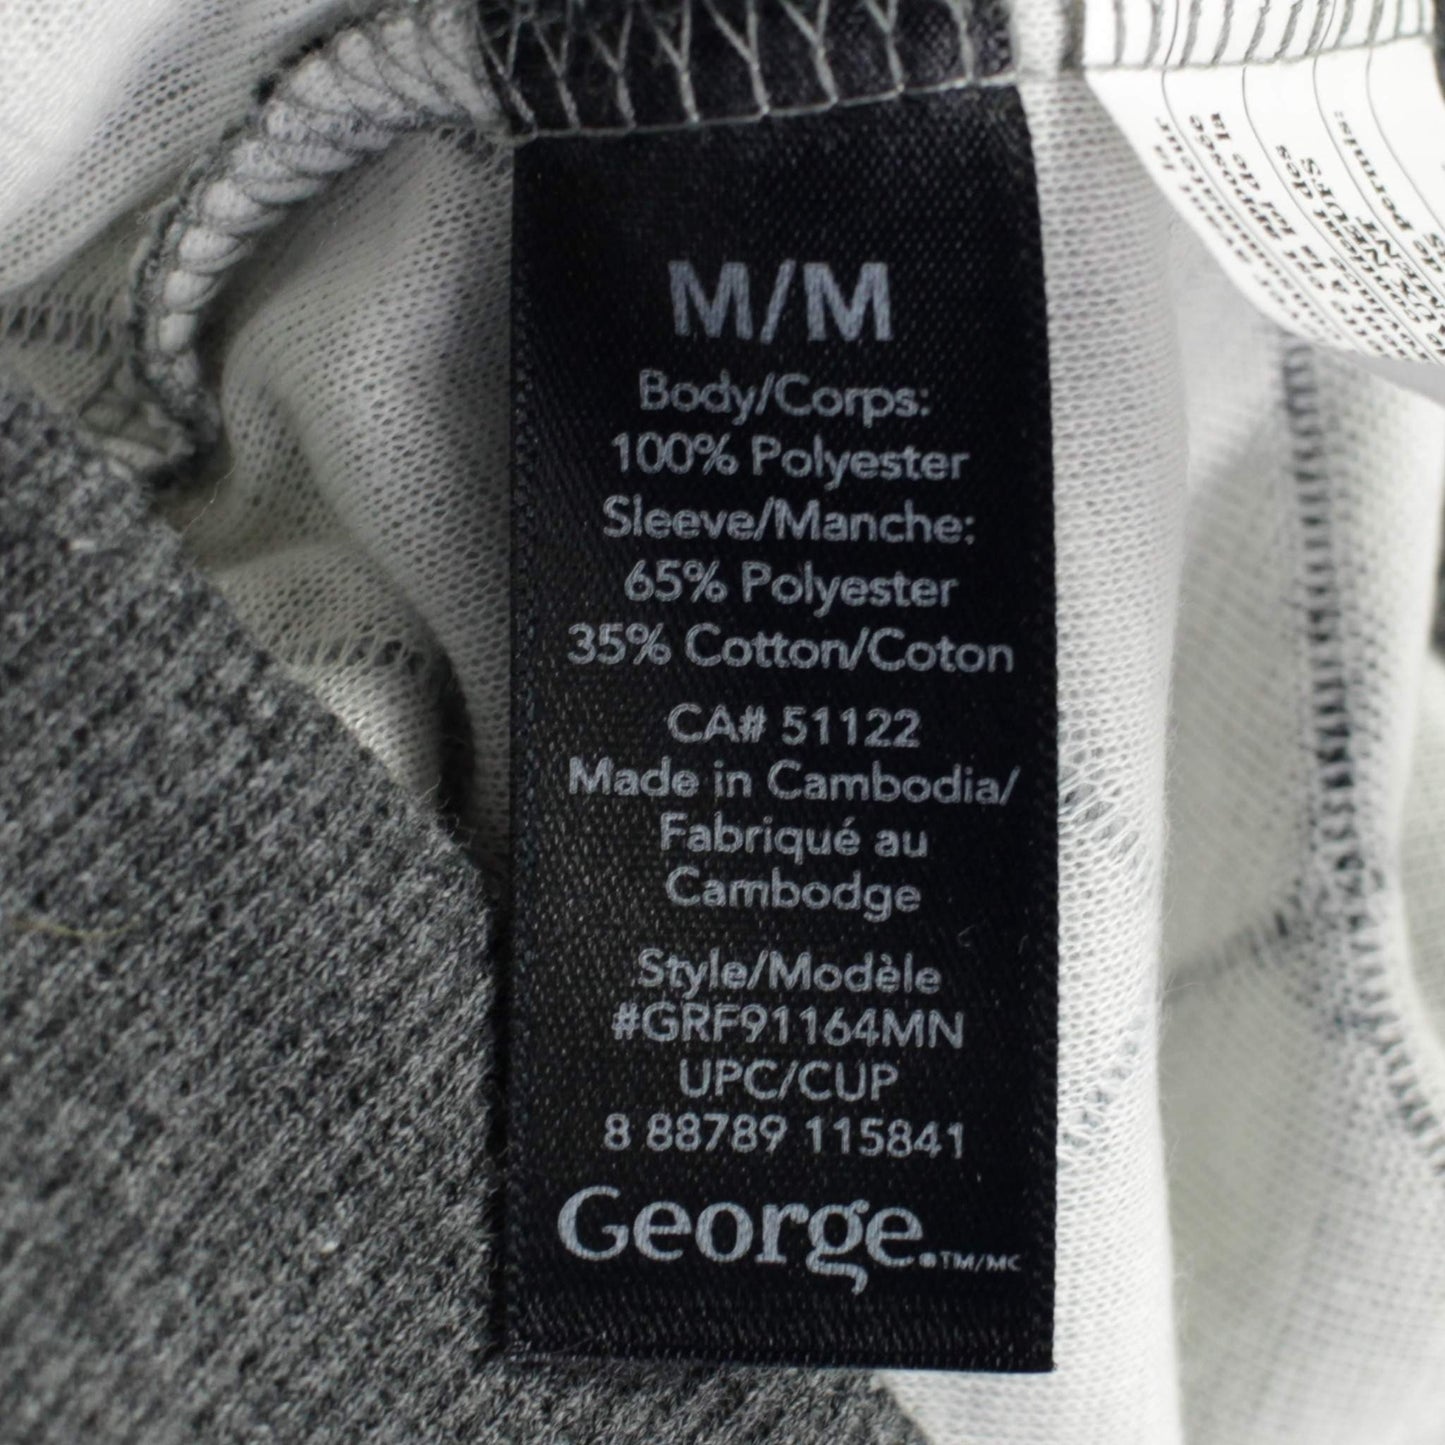 M/M
Body/Corps:
100% Polyester
Sleeve/Manche:
65% Polyester
35% Cotton/Coton
CA# 51122
Made in Cambodia/
Fabriqué au
Cambodge
Style/Modèle
#GRF91164MN
UPC/CUP
8 88789 115841
George.®TM/MC